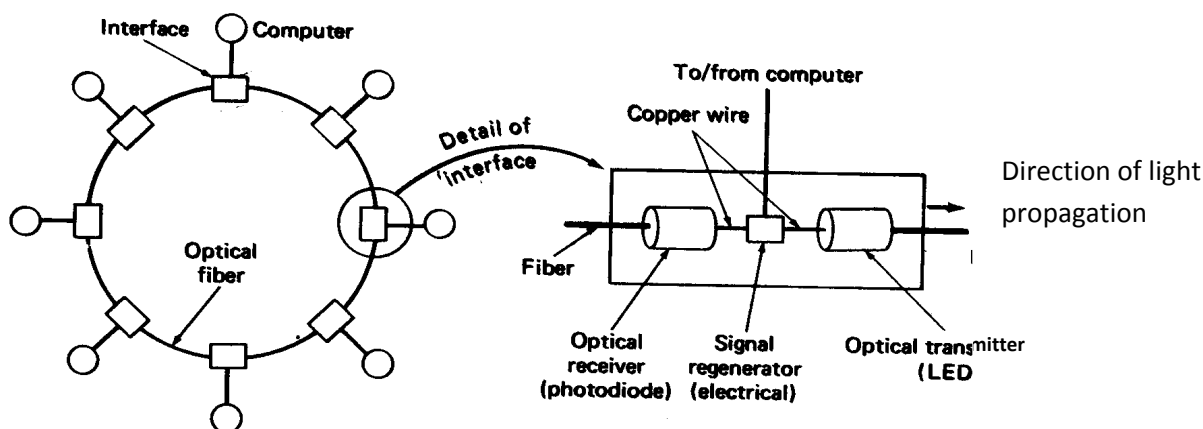 Interface
Computer
To/from computer
Copper wire
Detail of
interface
Direction of light
propagation
Optical
fiber
Fiber
Optical
receiver
(photodiode)
Signal
regenerator
(electrical)
Optical transmitter
(LED